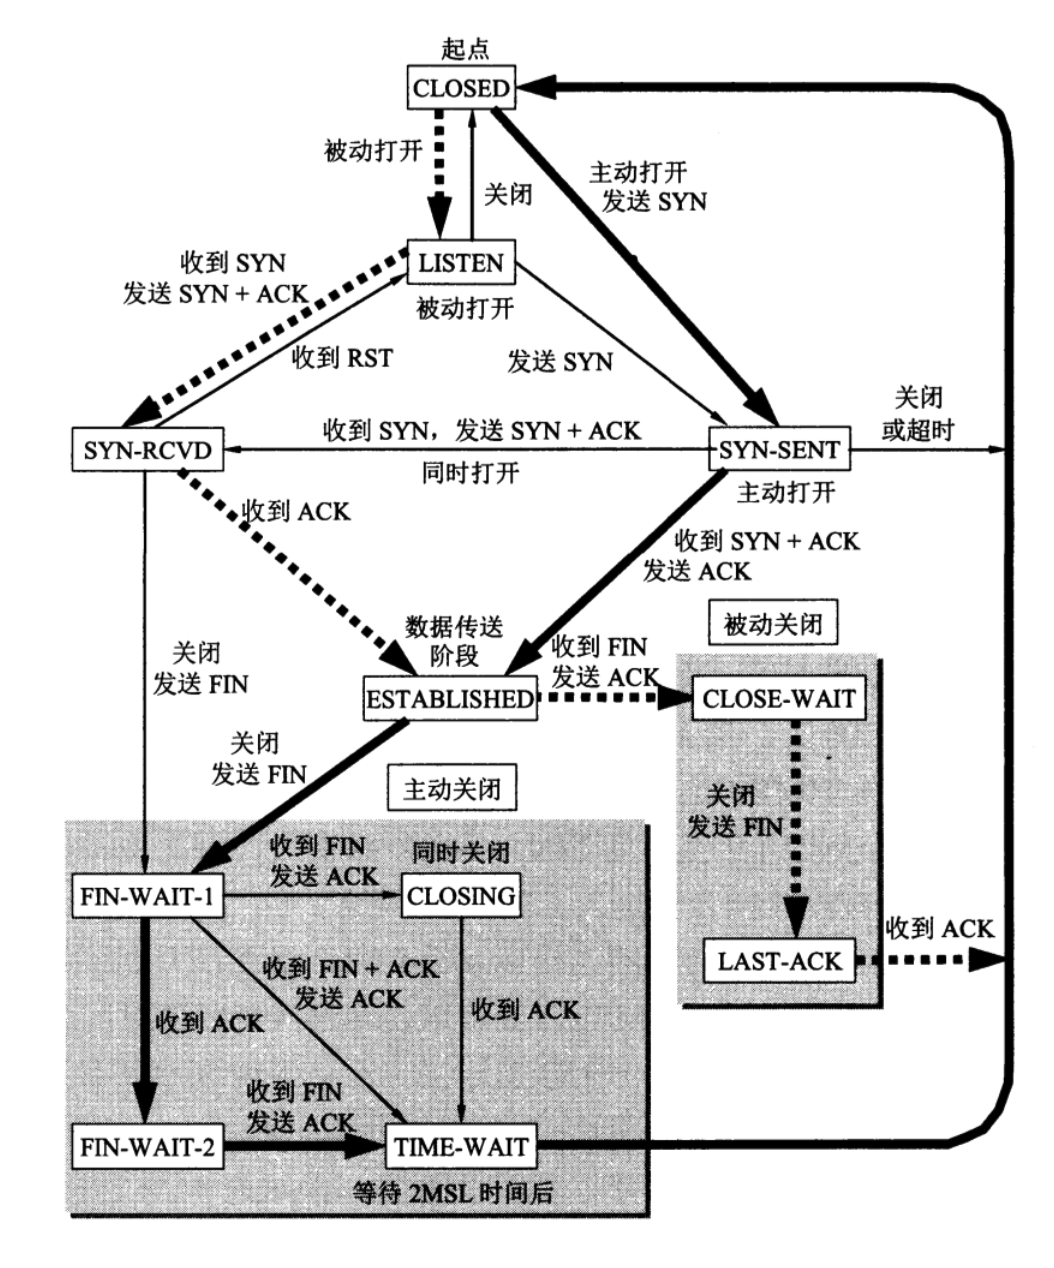 起点
CLOSED
被动打开
关闭
主动打开
发送 SYN
收到 SYN
发送 SYN + ACK
LISTEN
被动打开
收到 RST
发送 SYN
关闭
或超时
收到 SYN，发送 SYN + ACK
SYN-RCVD
SYN-SENT
同时打开
主动打开
收到 ACK
收到 SYN + ACK
发送 ACK
被动关闭
数据传送
阶段
收到 FIN
发送 ACK
关闭
发送 FIN
ESTABLISHED
CLOSE-WAIT
关闭
发送 FIN
主动关闭
关闭
发送 FIN
收到 FIN
发送 ACK
同时关闭
FIN-WAIT-1
CLOSING
收到 ACK
LAST-ACK
收到 FIN + ACK
发送 ACK
收到 ACK
收到 ACK
收到 FIN
发送 ACK
FIN-WAIT-2
TIME-WAIT
等待 2MSL 时间后